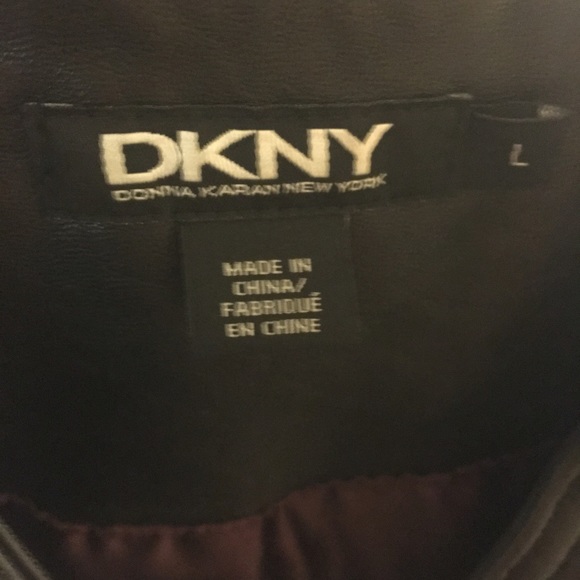 DKNY
DONNA KARAN NEW YORK
L
MADE IN
CHINA/
FABRIQUÉ
EN CHINE